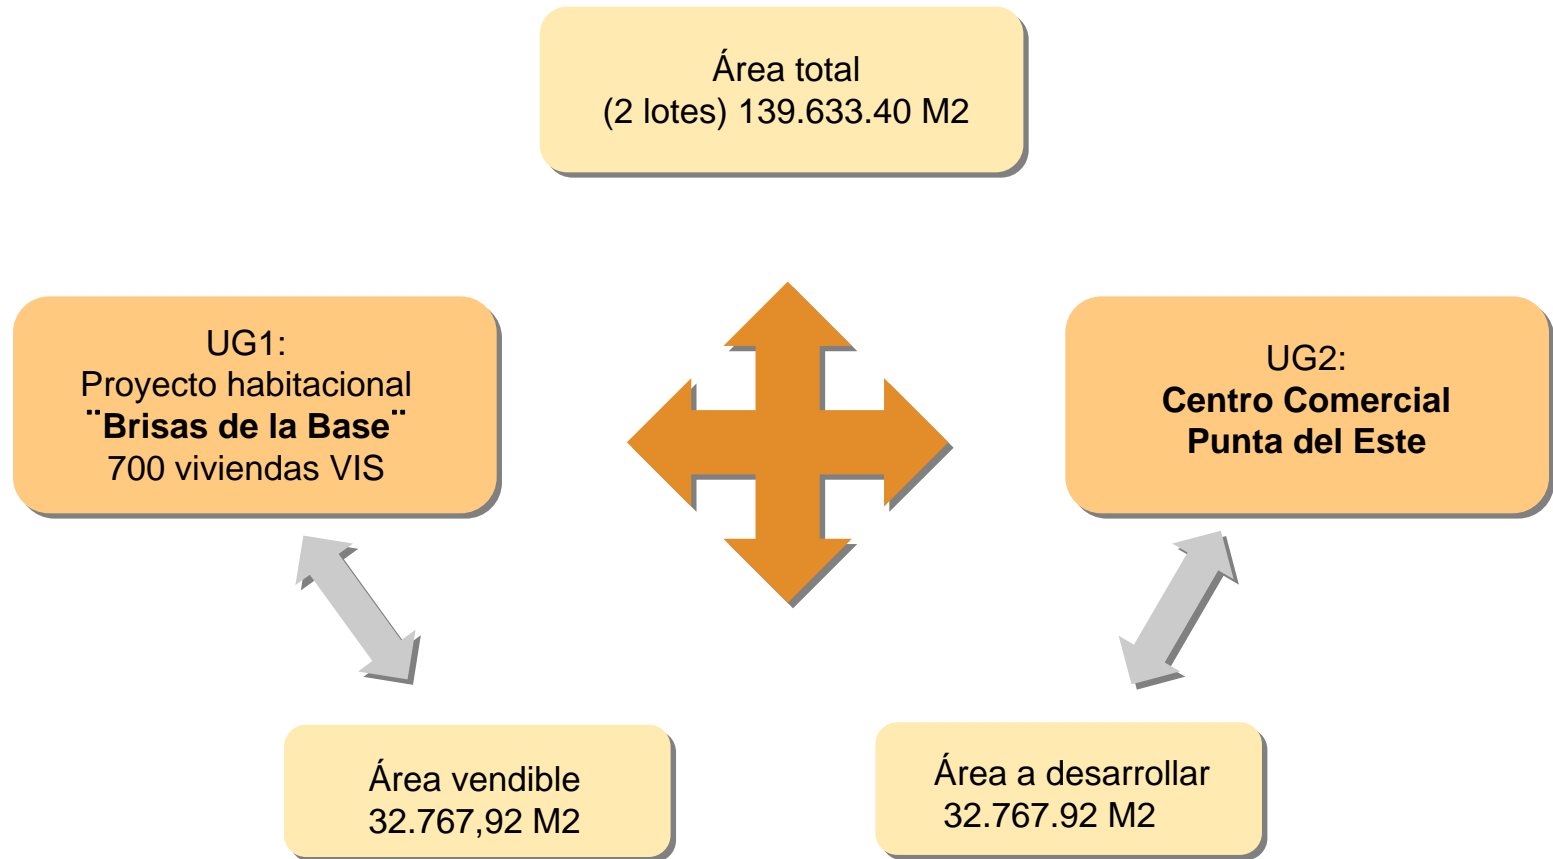 Área total
(2 lotes) 139.633.40 M2
UG1:
Proyecto habitacional
¨Brisas de la Base¨
700 viviendas VIS
UG2:
Centro Comercial
Punta del Este
Área vendible
32.767,92 M2
Área a desarrollar
32.767.92 M2